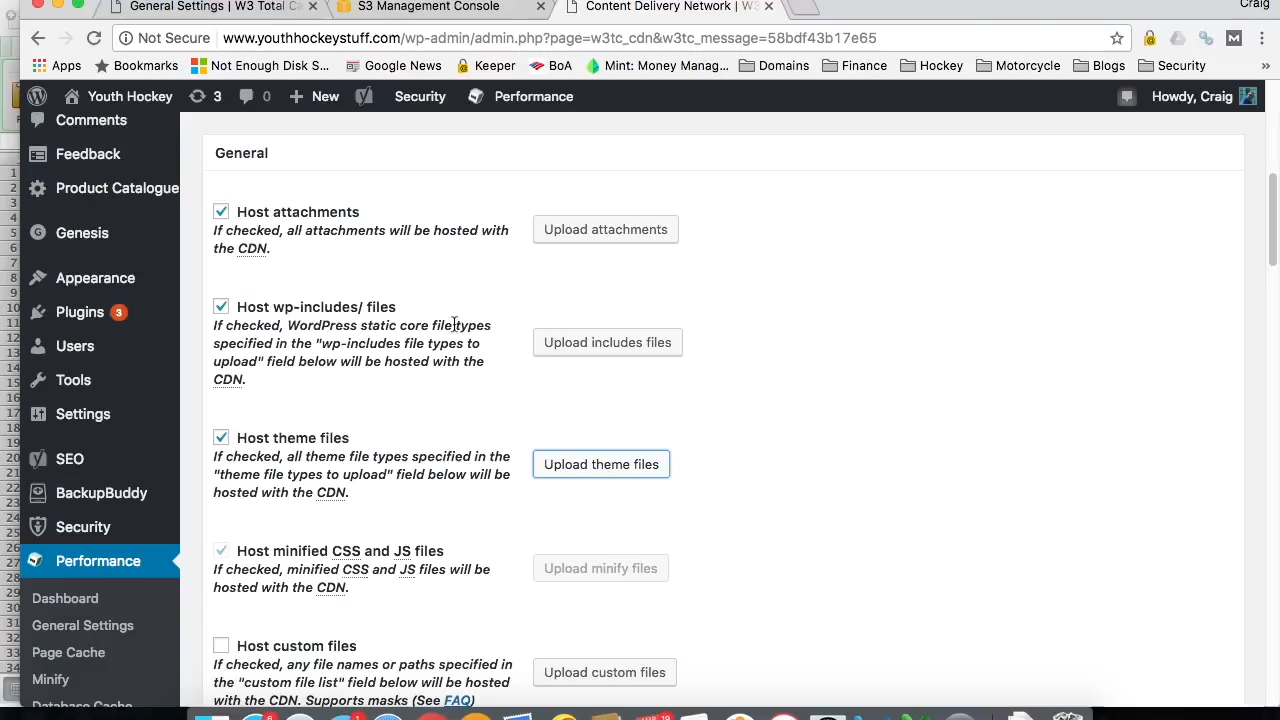 General Settings | W3 Total Ca
S3 Management Console
Content Delivery Network | W3
Craig
Not Secure
www.youthhockeystuff.com/wp-admin/admin.php?page=w3tc_cdn&w3tc_message=58bdf43b17e65
Apps
Bookmarks
Not Enough Disk S...
Google News
Keeper
BoA
Mint: Money Manag...
Domains
Finance
Hockey
Motorcycle
Blogs
Security
»
Youth Hockey
3
0
New
Security
Performance
Howdy, Craig
Comments
Feedback
Product Catalogue
Genesis
Appearance
Plugins 3
Users
Tools
Settings
SEO
BackupBuddy
Security
Performance
Dashboard
General Settings
Page Cache
Minify
Database Cache
General
Host attachments
If checked, all attachments will be hosted with
the CDN.
Upload attachments
Host wp-includes/ files
If checked, WordPress static core file types
specified in the "wp-includes file types to
upload" field below will be hosted with the
CDN.
Upload includes files
Host theme files
If checked, all theme file types specified in the
"theme file types to upload" field below will be
hosted with the CDN.
Upload theme files
Host minified CSS and JS files
If checked, minified CSS and JS files will be
hosted with the CDN.
Upload minify files
Host custom files
If checked, any file names or paths specified in
the "custom file list" field below will be hosted
with the CDN. Supports masks (See FAQ)
Upload custom files